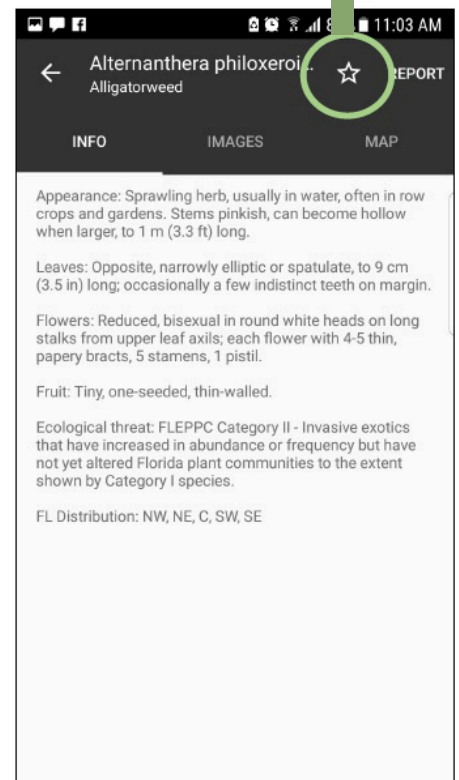 11:03 AM
Alternanthera philoxeroi...
Alligatorweed
REPORT
INFO IMAGES MAP
Appearance: Sprawling herb, usually in water, often in row
crops and gardens. Stems pinkish, can become hollow
when larger, to 1 m (3.3 ft) long.
Leaves: Opposite, narrowly elliptic or spatulate, to 9 cm
(3.5 in) long; occasionally a few indistinct teeth on margin.
Flowers: Reduced, bisexual in round white heads on long
stalks from upper leaf axils; each flower with 4-5 thin,
papery bracts, 5 stamens, 1 pistil.
Fruit: Tiny, one-seeded, thin-walled.
Ecological threat: FLEPPC Category II - Invasive exotics
that have increased in abundance or frequency but have
not yet altered Florida plant communities to the extent
shown by Category I species.
FL Distribution: NW, NE, C, SW, SE